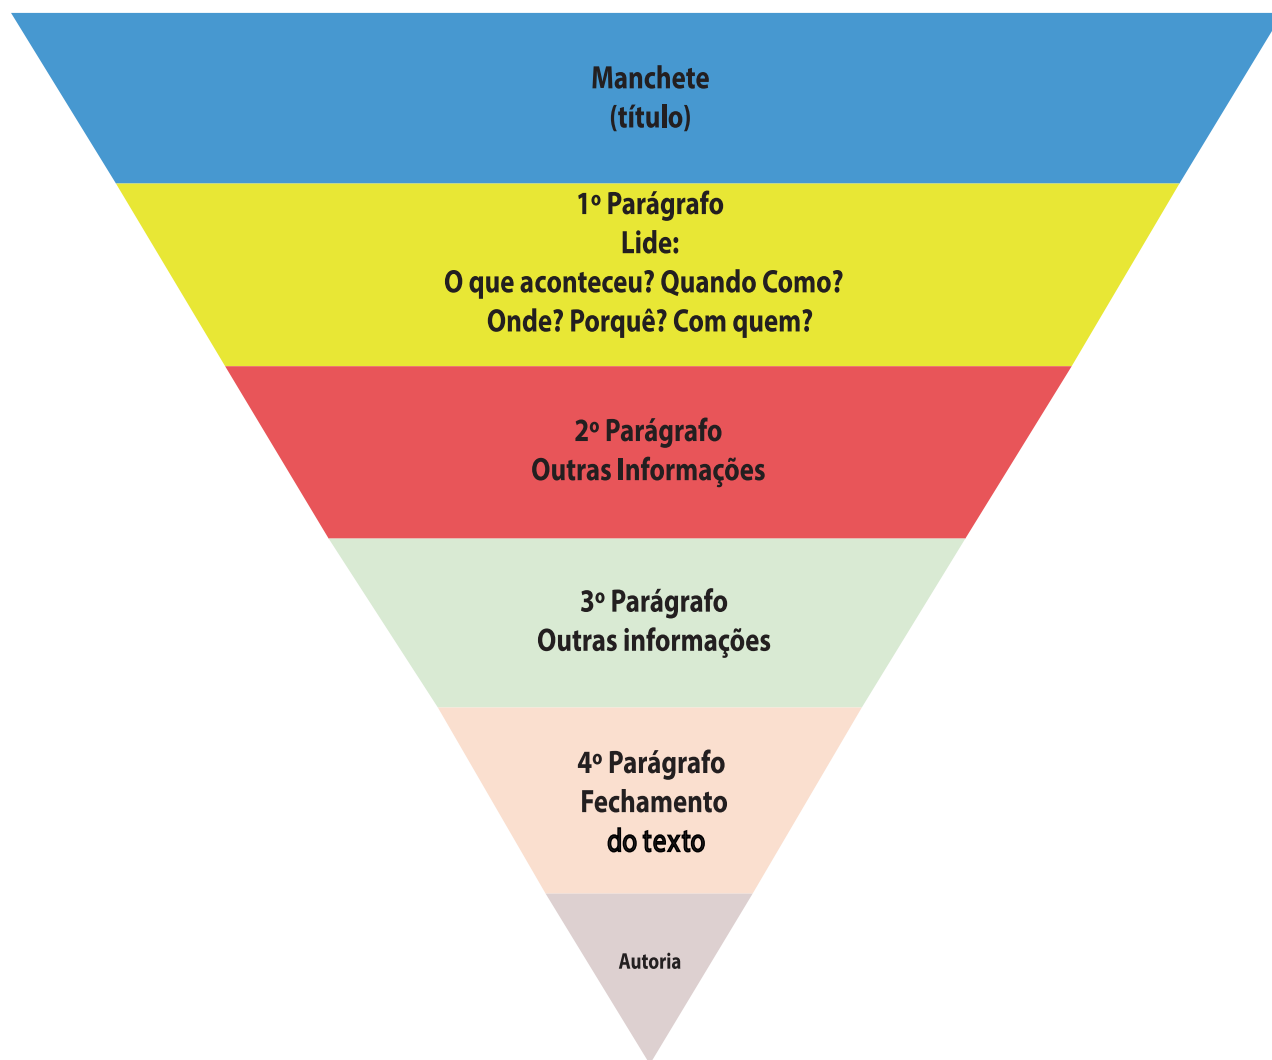 Manchete
(título)
1º Parágrafo
Lide:
O que aconteceu? Quando Como?
Onde? Porquê? Com quem?
2º Parágrafo
Outras Informações
3º Parágrafo
Outras informações
4º Parágrafo
Fechamento
do texto
Autoria